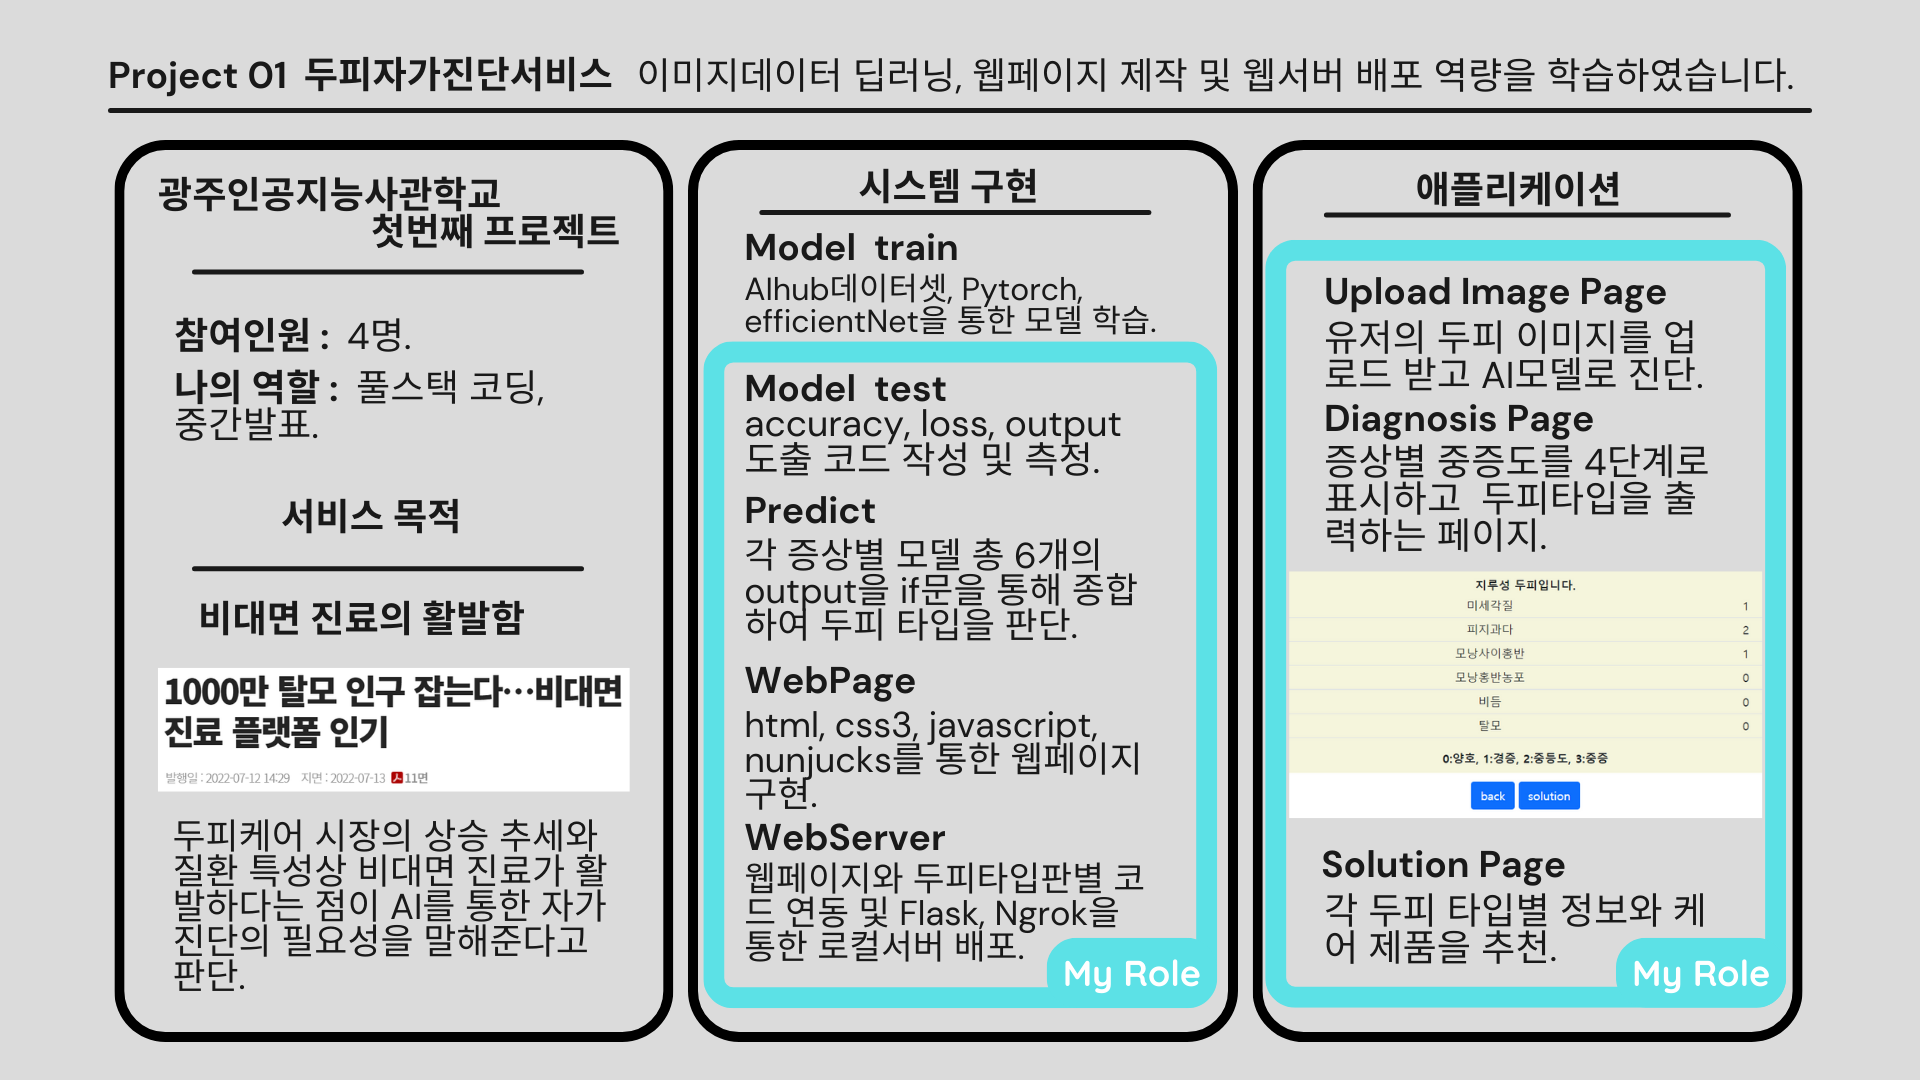 Project 01 두피자가진단서비스 이미지데이터 딥러닝, 웹페이지 제작 및 웹서버 배포 역량을 학습하였습니다.
광주인공지능사관학교
첫번째 프로젝트
참여인원 : 4명.
나의 역할 : 풀스택 코딩,
중간발표.
서비스 목적
비대면 진료의 활발함
1000만 탈모 인구 잡는다…비대면
진료 플랫폼 인기
발행일 : 2022-07-12 14:29 지면 : 2022-07-13 11면
두피케어 시장의 상승 추세와
질환 특성상 비대면 진료가 활
발하다는 점이 AI를 통한 자가
진단의 필요성을 말해준다고
판단.
시스템 구현
Model train
AIhub데이터셋, Pytorch,
efficientNet을 통한 모델 학습.
Model test
accuracy, loss, output
도출 코드 작성 및 측정.
Predict
각 증상별 모델 총 6개의
output을 if문을 통해 종합
하여 두피 타입을 판단.
WebPage
html, css3, javascript,
nunjucks를 통한 웹페이지
구현.
WebServer
웹페이지와 두피타입판별 코
드 연동 및 Flask, Ngrok을
통한 로컬서버 배포.
My Role
애플리케이션
Upload Image Page
유저의 두피 이미지를 업
로드 받고 AI모델로 진단.
Diagnosis Page
증상별 중증도를 4단계로
표시하고 두피타입을 출
력하는 페이지.
지루성 두피입니다.
미세각질 1
피지과다 2
모낭사이홍반 1
모낭홍반농포 0
비듬 0
탈모 0
0:양호, 1:경증, 2:중등도, 3:중증
back solution
Solution Page
각 두피 타입별 정보와 케
어 제품을 추천.
My Role